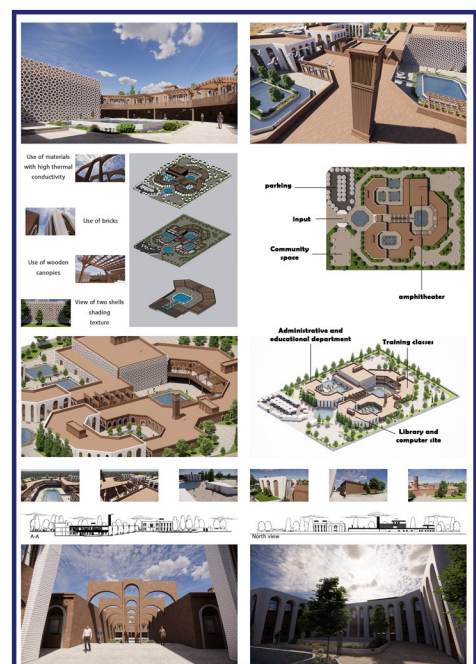 Use of materials
with high thermal
conductivity
Use of bricks
Use of wooden
canopies
View of two shells
shading
texture
parking
input
Community
space
amphitheater
Administrative and
educational department
Training classes
Library and
computer site
A-A
North view